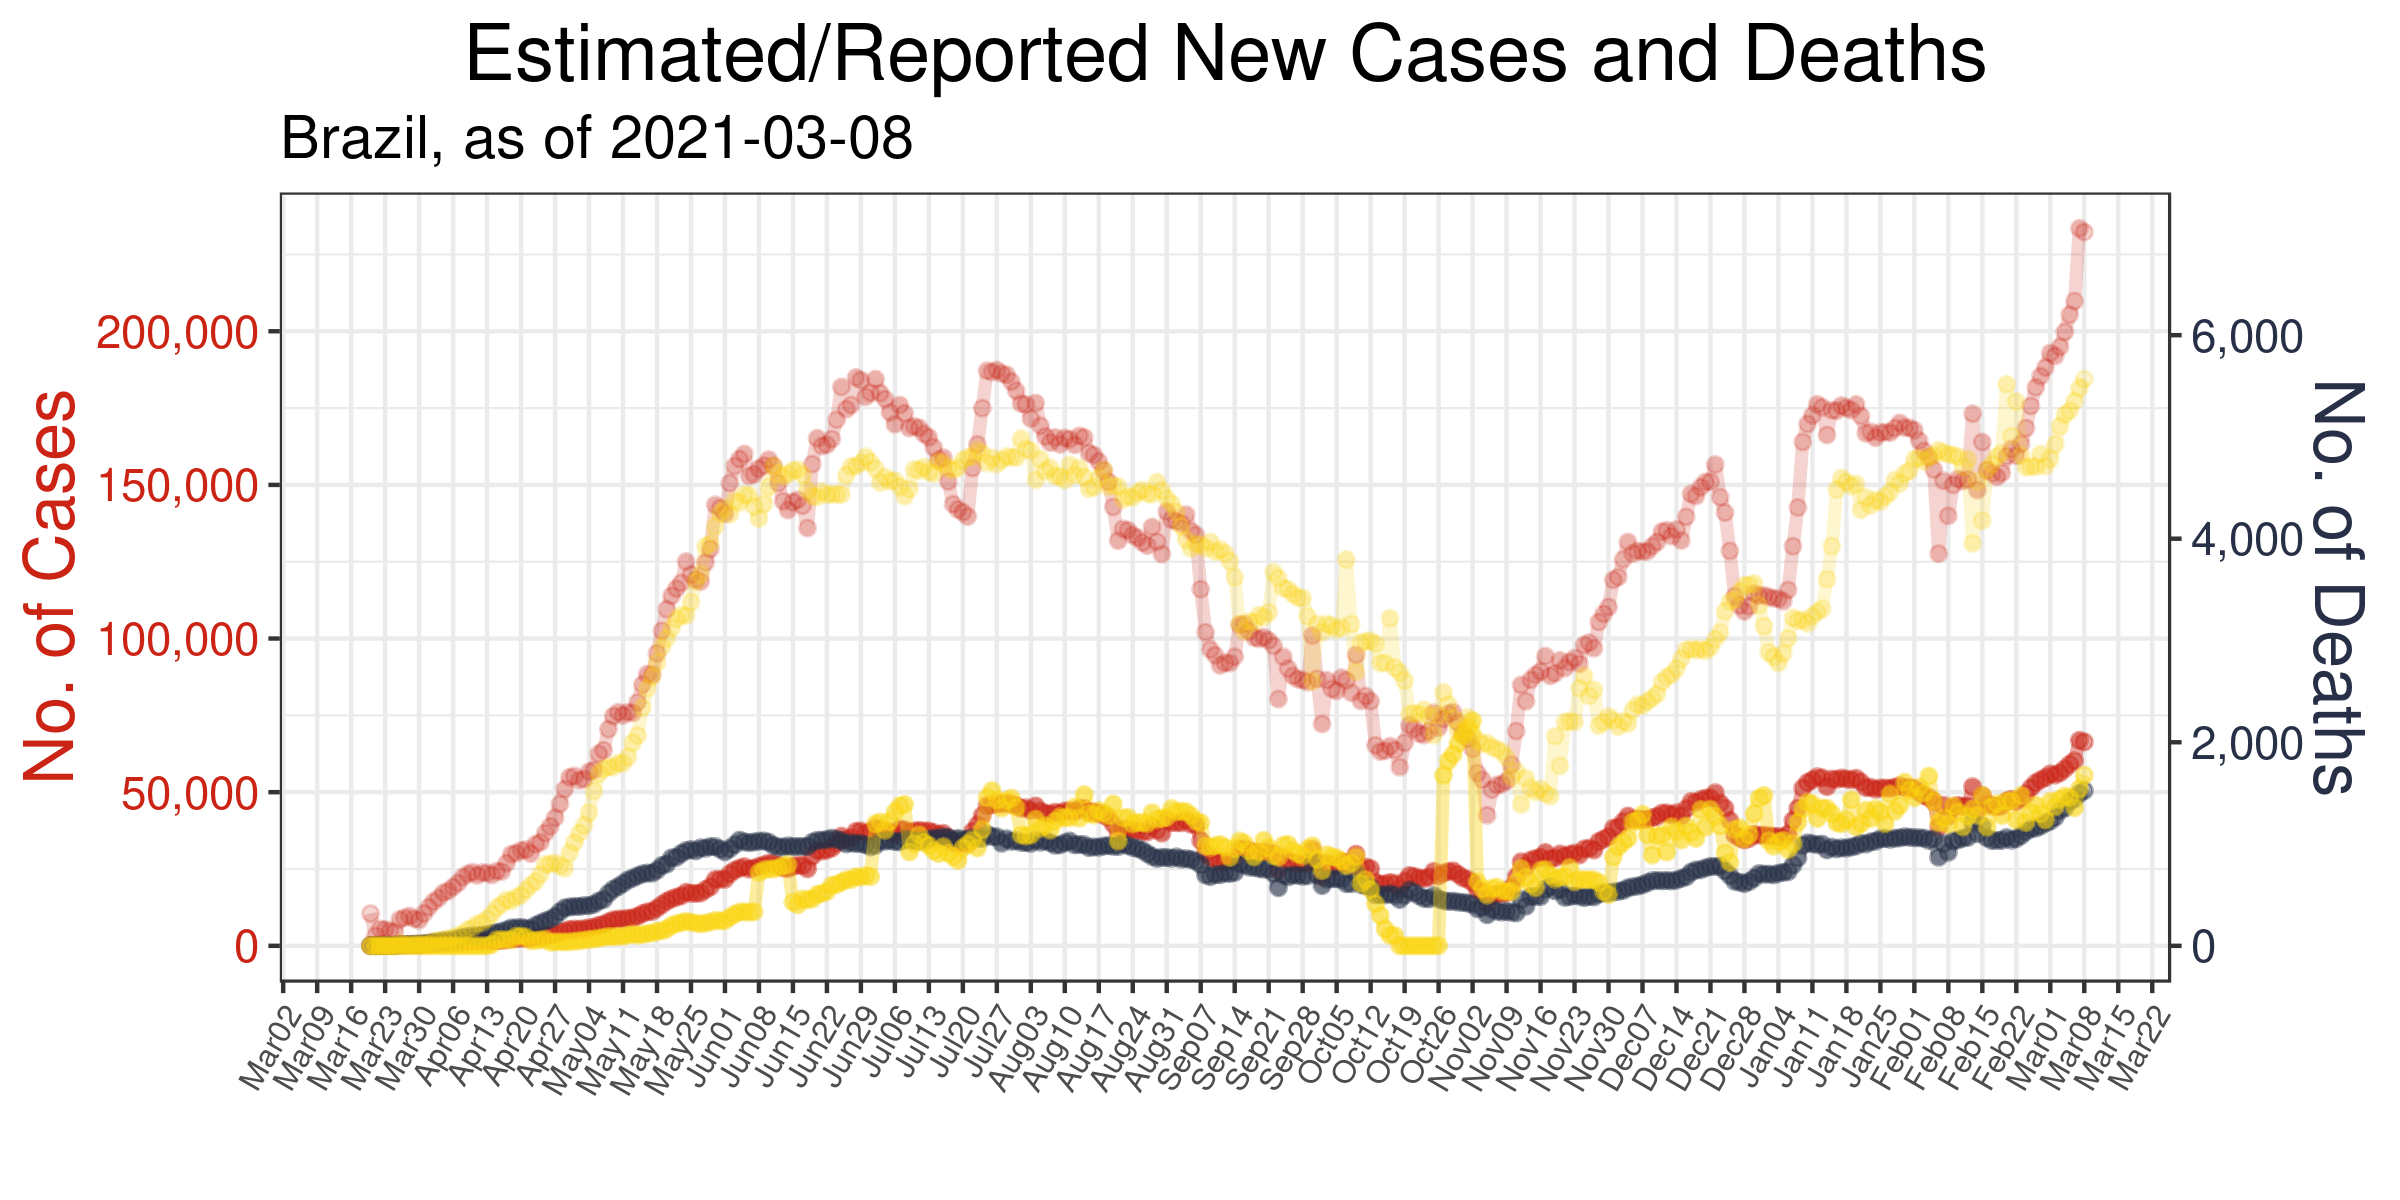 Estimated/Reported New Cases and Deaths
Brazil, as of 2021-03-08
No. of Cases
200,000
150,000
100,000
50,000
0
No. of Deaths
6,000
4,000
2,000
0
Mar02 Mar09 Mar16 Mar23 Mar30 Apr06 Apr13 Apr20 Apr27 May04 May11 May18 May25 Jun01 Jun08 Jun15 Jun22 Jun29 Jul06 Jul13 Jul20 Jul27 Aug03 Aug10 Aug17 Aug24 Aug31 Sep07 Sep14 Sep21 Sep28 Oct05 Oct12 Oct19 Oct26 Nov02 Nov09 Nov16 Nov23 Nov30 Dec07 Dec14 Dec21 Dec28 Jan04 Jan11 Jan18 Jan25 Feb01 Feb08 Feb15 Feb22 Mar01 Mar08 Mar15 Mar22